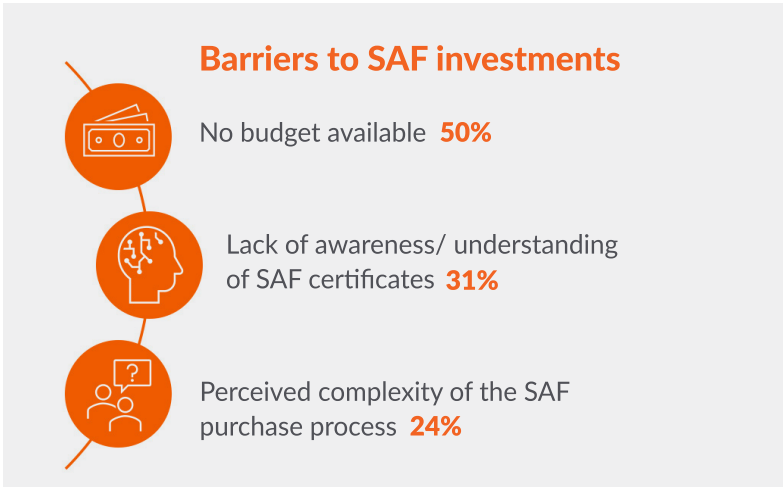 Barriers to SAF investments
No budget available 50%
Lack of awareness/ understanding
of SAF certificates 31%
?
Perceived complexity of the SAF
purchase process 24%